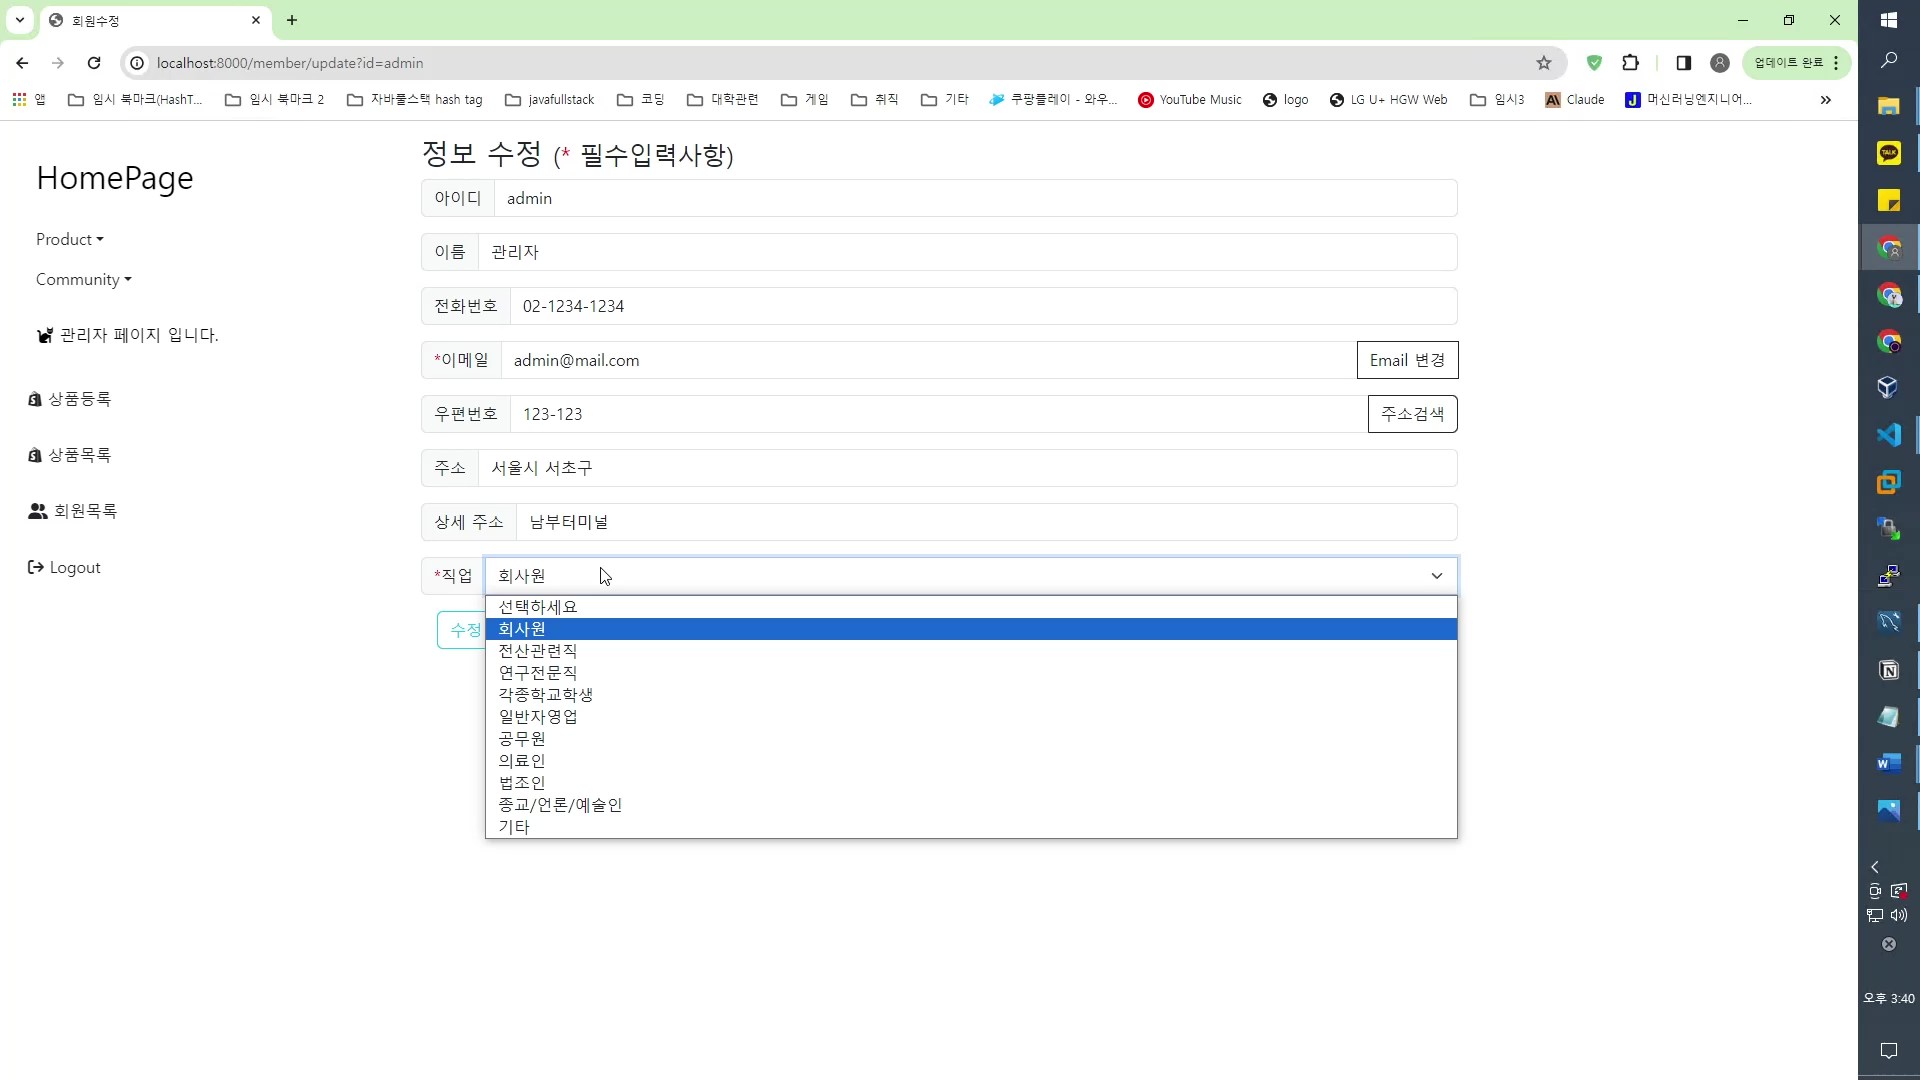 회원수정
localhost:8000/member/update?id=admin
업데이트 완료
앱
임시 북마크(HashT...
임시 북마크 2
자바풀스택 hash tag
javafullstack
코딩
대학관련
게임
취직
기타
쿠팡플레이 - 와우...
YouTube Music
logo
LG U+ HGW Web
임시3
Claude
머신러닝엔지니어...
HomePage
Product
Community
관리자 페이지 입니다.
상품등록
상품목록
회원목록
Logout
정보 수정 (* 필수입력사항)
아이디 admin
이름 관리자
전화번호 02-1234-1234
*이메일 admin@mail.com Email 변경
우편번호 123-123 주소검색
주소 서울시 서초구
상세 주소 남부터미널
*직업 회사원
수정
선택하세요
회사원
전산관련직
연구전문직
각종학교학생
일반자영업
공무원
의료인
법조인
종교/언론/예술인
기타
TALK
오후 3:40